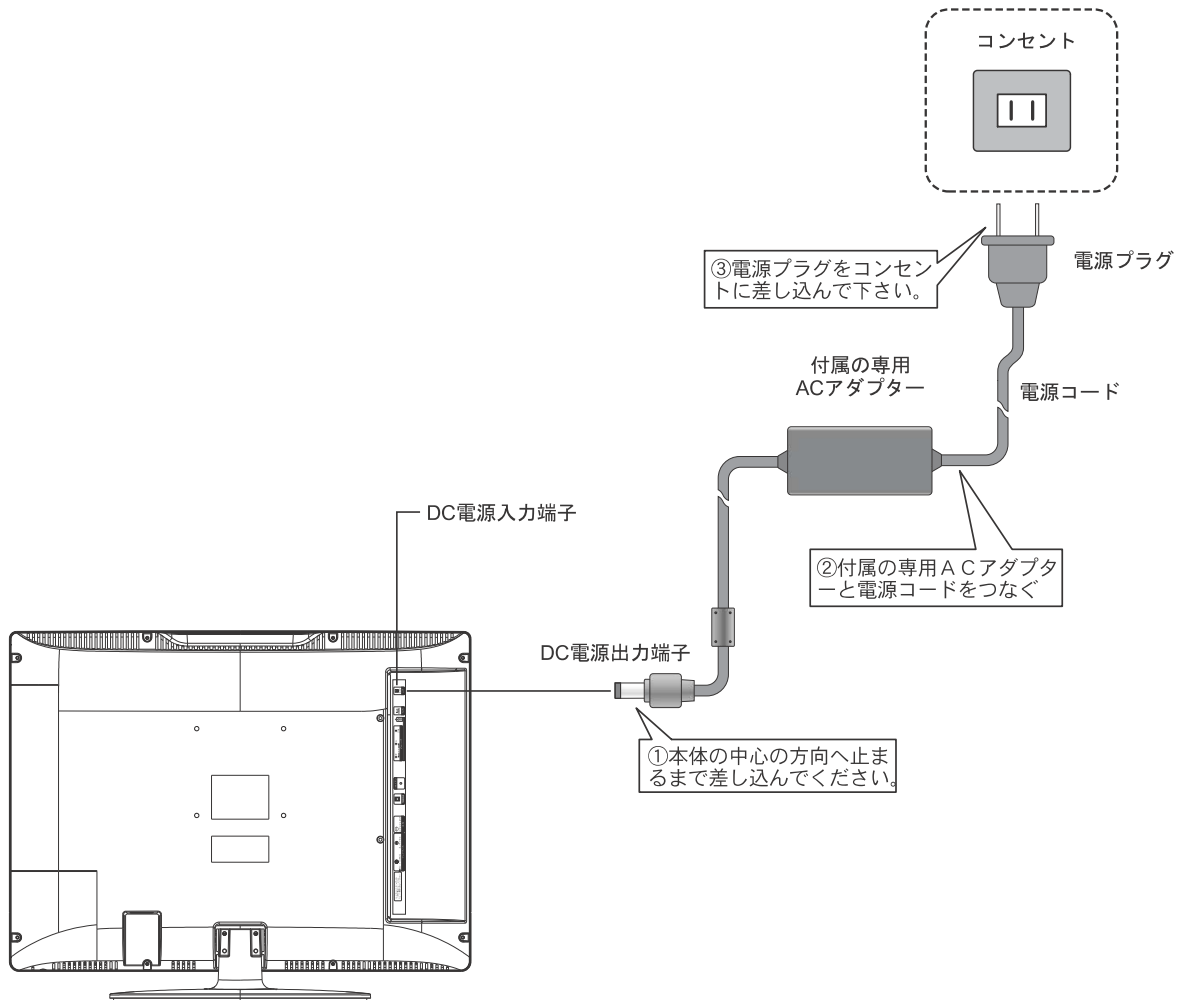 コンセント
③電源プラグをコンセン
トに差し込んで下さい。
電源プラグ
付属の専用
ACアダプター
電源コード
DC電源入力端子
②付属の専用ＡＣアダプタ
ーと電源コードをつなぐ
DC電源出力端子
①本体の中心の方向へ止ま
るまで差し込んでください。